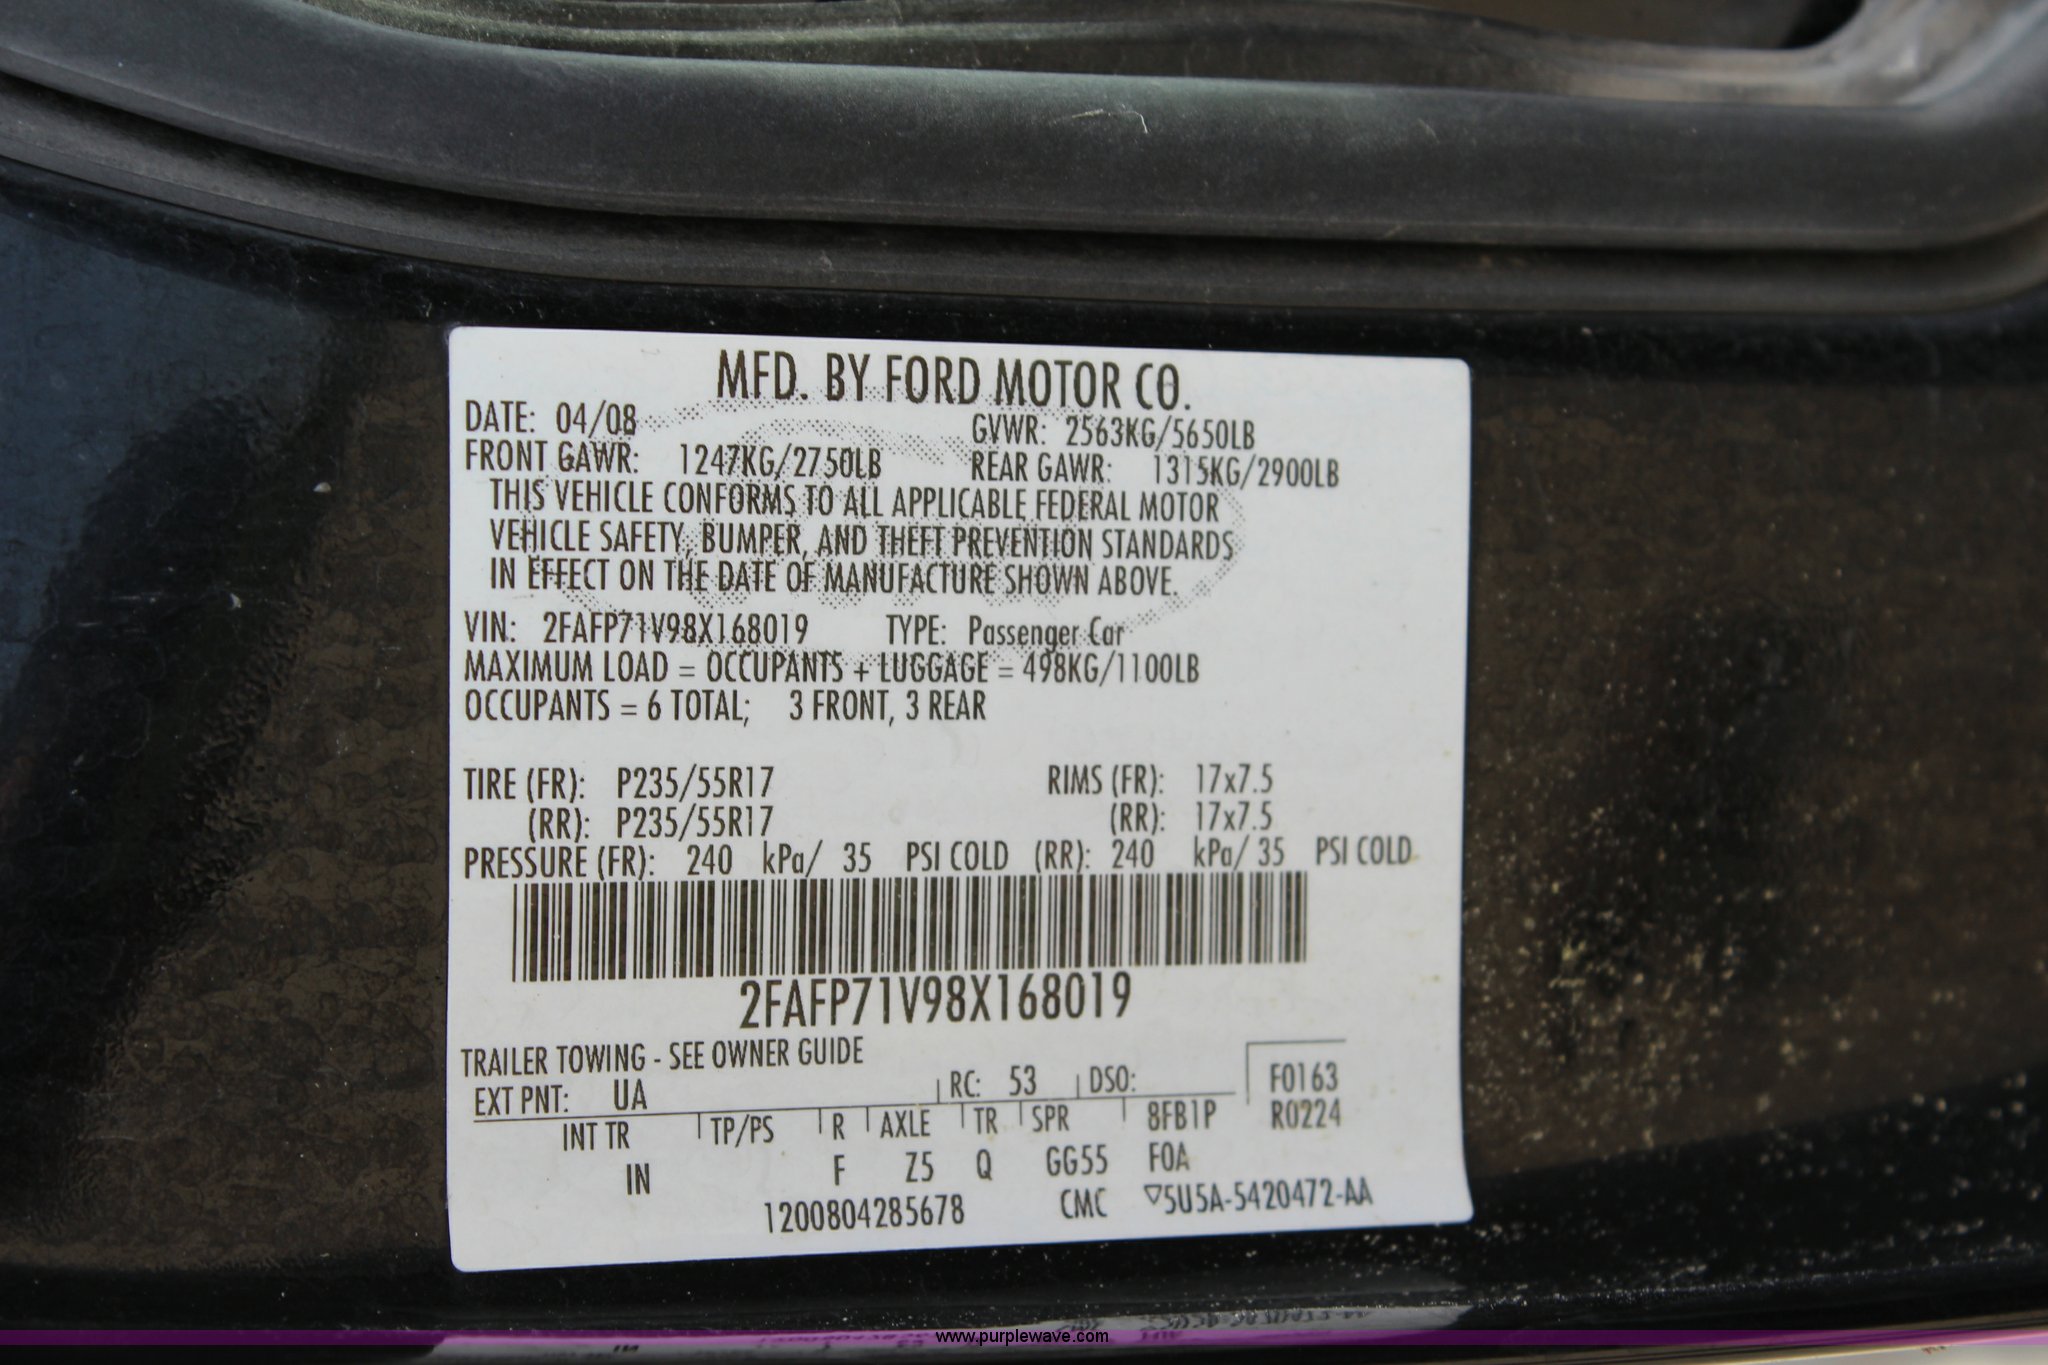 MFD. BY FORD MOTOR CO.
DATE: 04/08 GVWR: 2563KG/5650LB
FRONT GAWR: 1247KG/2750LB REAR GAWR: 1315KG/2900LB
THIS VEHICLE CONFORMS TO ALL APPLICABLE FEDERAL MOTOR
VEHICLE SAFETY, BUMPER, AND THEFT PREVENTION STANDARDS
IN EFFECT ON THE DATE OF MANUFACTURE SHOWN ABOVE.
VIN: 2FAFP71V98X168019 TYPE: Passenger Car
MAXIMUM LOAD = OCCUPANTS + LUGGAGE = 498KG/1100LB
OCCUPANTS = 6 TOTAL; 3 FRONT, 3 REAR
TIRE (FR): P235/55R17 RIMS (FR): 17x7.5
(RR): P235/55R17 (RR): 17x7.5
PRESSURE (FR): 240 kPa/ 35 PSI COLD (RR): 240 kPa/ 35 PSI COLD
2FAFP71V98X168019
TRAILER TOWING - SEE OWNER GUIDE
EXT PNT: UA RC: 53 DSO: F0163
INT TR TP/PS R AXLE TR SPR 8FB1P R0224
IN F Z5 Q GG55 F0A
1200804285678 CMC ▽5U5A-5420472-AA
www.purplewave.com